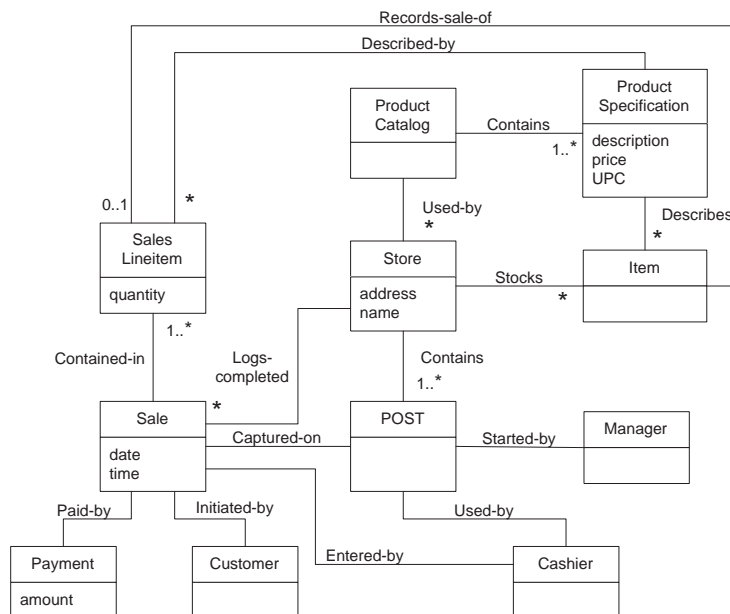 Records-sale-of
Described-by
Product
Specification
description
price
UPC
Product
Catalog
Contains
1..*
0..1
*
Used-by
*
Describes
*
Sales
Lineitem
quantity
Store
address
name
Stocks
*
Item
1..*
Contained-in
Logs-
completed
*
Contains
1..*
Sale
date
time
Captured-on
POST
Started-by
Manager
Paid-by
Initiated-by
Used-by
Entered-by
Payment
amount
Customer
Cashier